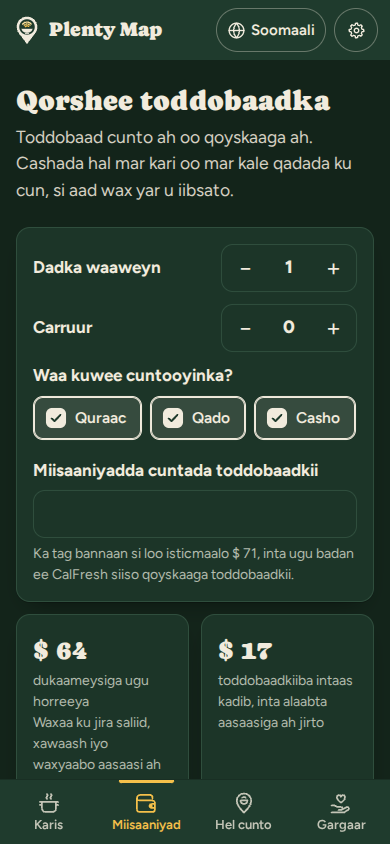 Plenty Map
Soomaali
Qorshee toddobaadka
Toddobaad cunto ah oo qoyskaaga ah.
Cashada hal mar kari oo mar kale qadada ku
cun, si aad wax yar u iibsato.
Dadka waaweyn
− 1 +
Carruur
− 0 +
Waa kuwee cuntooyinka?
Quraac
Qado
Casho
Miisaaniyadda cuntada toddobaadkii
Ka tag bannaan si loo isticmaalo $ 71, inta ugu badan
ee CalFresh siiso qoyskaaga toddobaadkii.
$ 64
dukaameysiga ugu
horreeya
Waxaa ku jira saliid,
xawaash iyo
waxyaabo aasaasi ah
$ 17
toddobaadkiiba intaas
kadib, inta alaabta
aasaasiga ah jirto
Karis
Miisaaniyad
Hel cunto
Gargaar